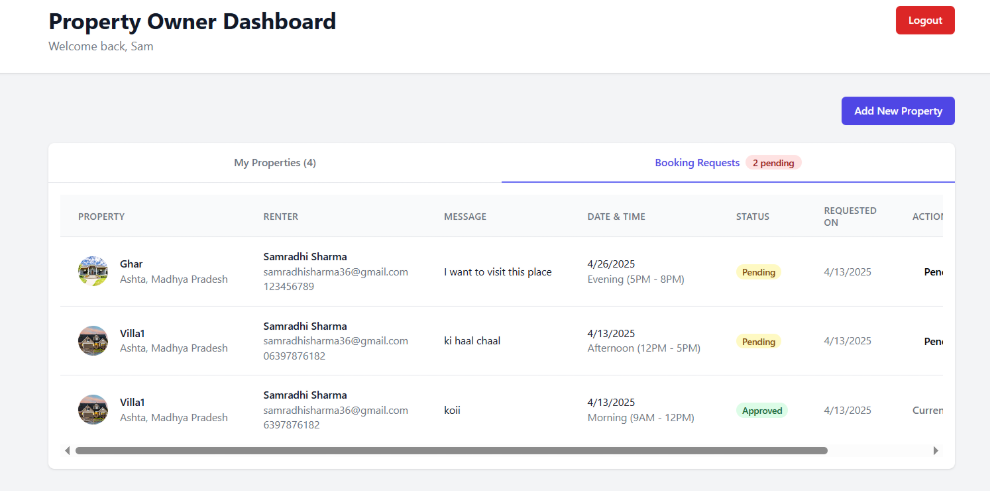 Property Owner Dashboard
Logout
Welcome back, Sam
Add New Property
My Properties (4)
Booking Requests 2 pending
PROPERTY RENTER MESSAGE DATE & TIME STATUS REQUESTED ON ACTION
Ghar
Ashta, Madhya Pradesh
Samradhi Sharma
samradhisharma36@gmail.com
123456789
I want to visit this place
4/26/2025
Evening (5PM - 8PM)
Pending
4/13/2025
Pen
Villa1
Ashta, Madhya Pradesh
Samradhi Sharma
samradhisharma36@gmail.com
06397876182
ki haal chaal
4/13/2025
Afternoon (12PM - 5PM)
Pending
4/13/2025
Pen
Villa1
Ashta, Madhya Pradesh
Samradhi Sharma
samradhisharma36@gmail.com
6397876182
koii
4/13/2025
Morning (9AM - 12PM)
Approved
4/13/2025
Curren